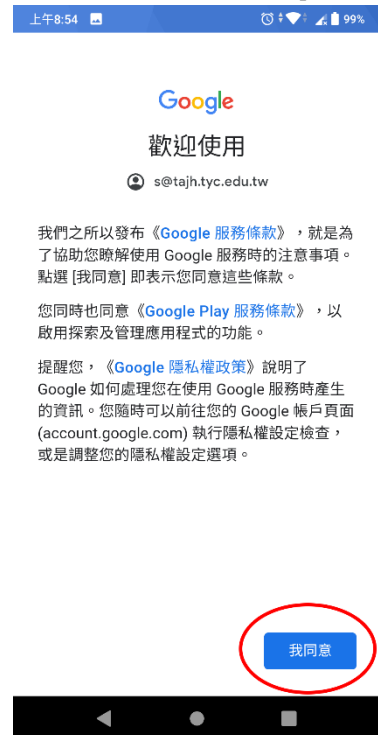 上午8:54
99%
Google
歡迎使用
s@tajh.tyc.edu.tw
我們之所以發布《Google 服務條款》，就是為
了協助您瞭解使用 Google 服務時的注意事項。
點選 [我同意] 即表示您同意這些條款。
您同時也同意《Google Play 服務條款》，以
啟用探索及管理應用程式的功能。
提醒您，《Google 隱私權政策》說明了
Google 如何處理您在使用 Google 服務時產生
的資訊。您隨時可以前往您的 Google 帳戶頁面
(account.google.com) 執行隱私權設定檢查，
或是調整您的隱私權設定選項。
我同意